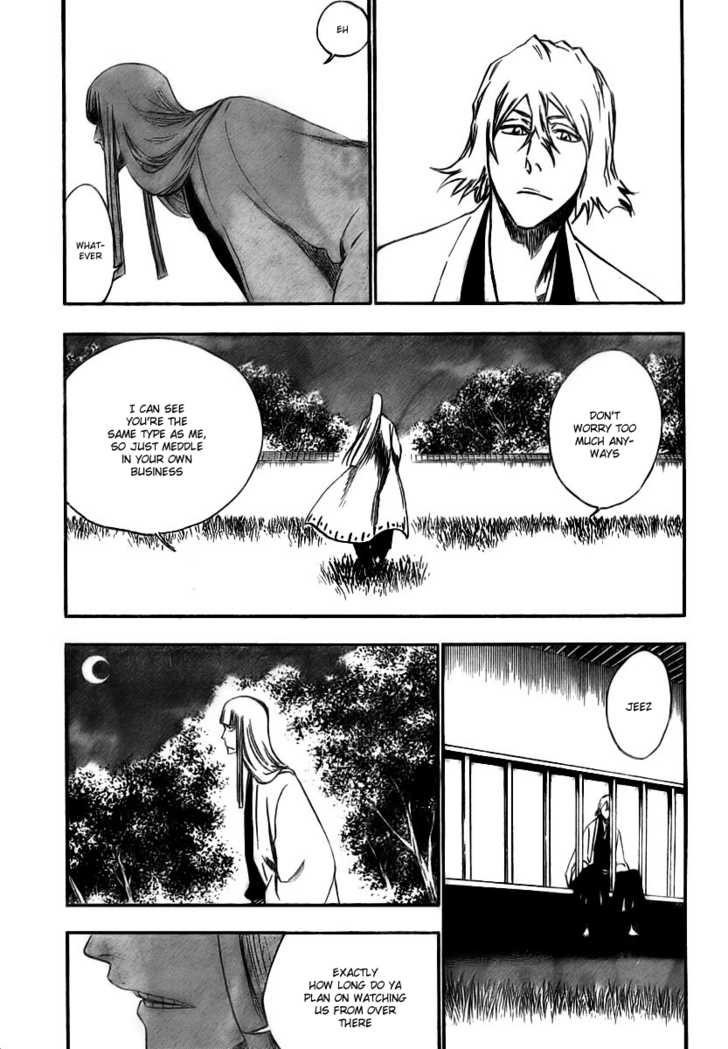 EH
WHAT-
EVER
DON'T
WORRY TOO
MUCH ANY-
WAYS
I CAN SEE
YOU'RE THE
SAME TYPE AS ME,
SO JUST MEDDLE
IN YOUR OWN
BUSINESS
JEEZ
EXACTLY
HOW LONG DO YA
PLAN ON WATCHING
US FROM OVER
THERE